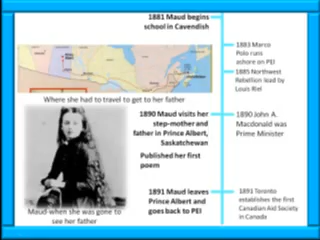 1881 Maud begins
school in Cavendish
1883 Marco
Polo runs
ashore on PEI
1885 Northwest
Rebellion lead by
Louis Riel
Where she had to travel to get to her father
1890 Maud visits her
step-mother and
father in Prince Albert,
Saskatchewan
Published her first
poem
1890 John A.
Macdonald was
Prime Minister
1891 Maud leaves
Prince Albert and
goes back to PEI
1891 Toronto
establishes the first
Canadian Aid Society
in Canada
Maud when she was gone to
see her father